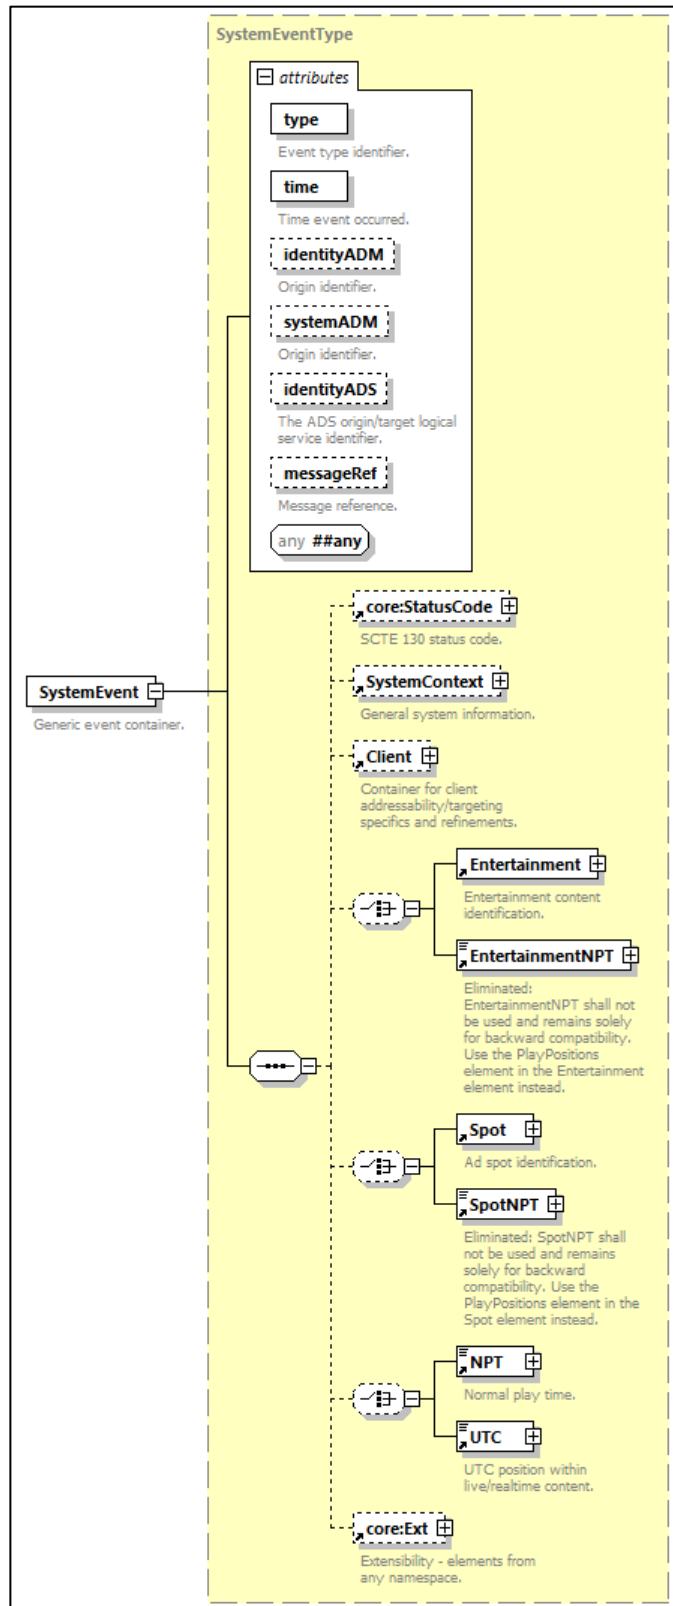 SystemEventType
attributes
type
Event type identifier.
time
Time event occurred.
identityADM
Origin identifier.
systemADM
Origin identifier.
identityADS
The ADS origin/target logical
service identifier.
messageRef
Message reference.
any ##any
core:StatusCode
SCTE 130 status code.
SystemEvent
Generic event container.
SystemContext
General system information.
Client
Container for client
addressability/targeting
specifics and refinements.
Entertainment
Entertainment content
identification.
EntertainmentNPT
Eliminated:
EntertainmentNPT shall not
be used and remains solely
for backward compatibility.
Use the PlayPositions
element in the Entertainment
element instead.
Spot
Ad spot identification.
SpotNPT
Eliminated: SpotNPT shall
not be used and remains
solely for backward
compatibility. Use the
PlayPositions element in the
Spot element instead.
NPT
Normal play time.
UTC
UTC position within
live/realtime content.
core:Ext
Extensibility - elements from
any namespace.